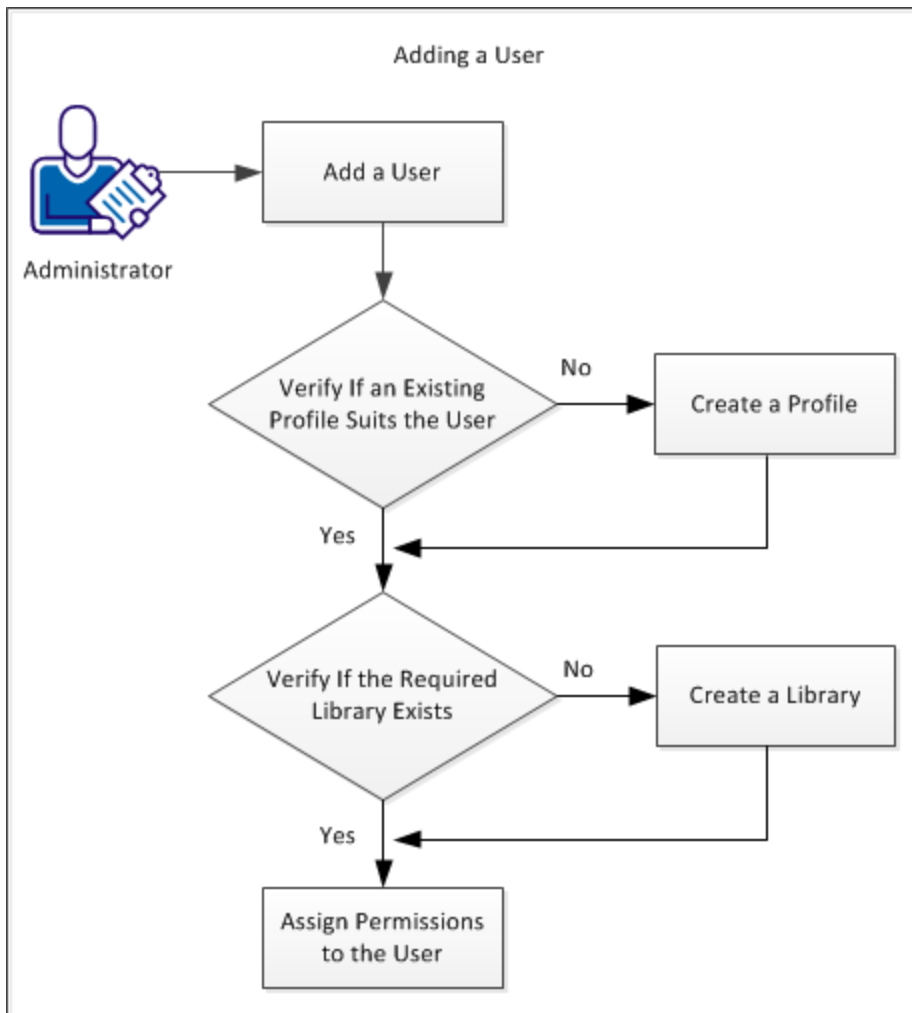 Adding a User
Add a User
Administrator
Verify If an Existing
Profile Suits the User
No
Create a Profile
Yes
Verify If the Required
Library Exists
No
Create a Library
Yes
Assign Permissions
to the User